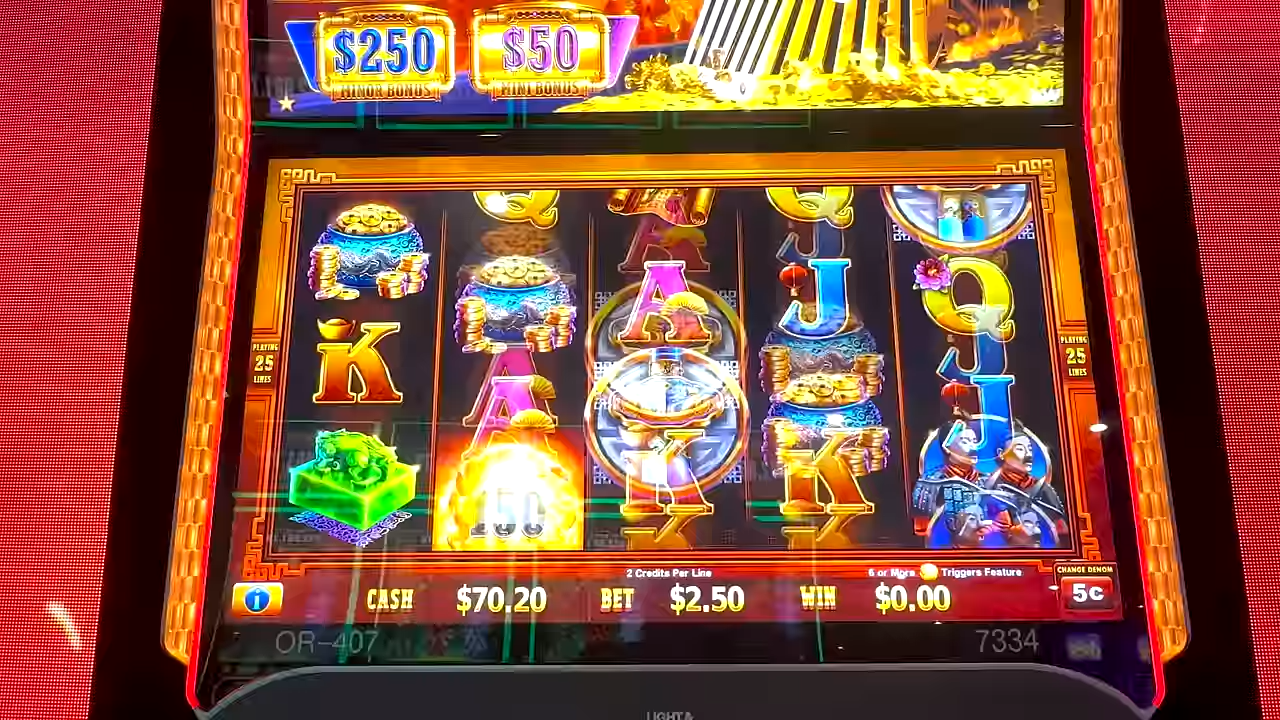 $250
$50
MINOR BONUS
MINI BONUS
Q
Q
A
J
Q
K
A
J
K
K
150
PLAYING
25
LINES
PLAYING
25
LINES
2 Credits Per Line
6 or More Triggers Feature
CHANGE DENOM
CASH $70.20 BET $2.50 WIN $0.00
5¢
OR-407
7334